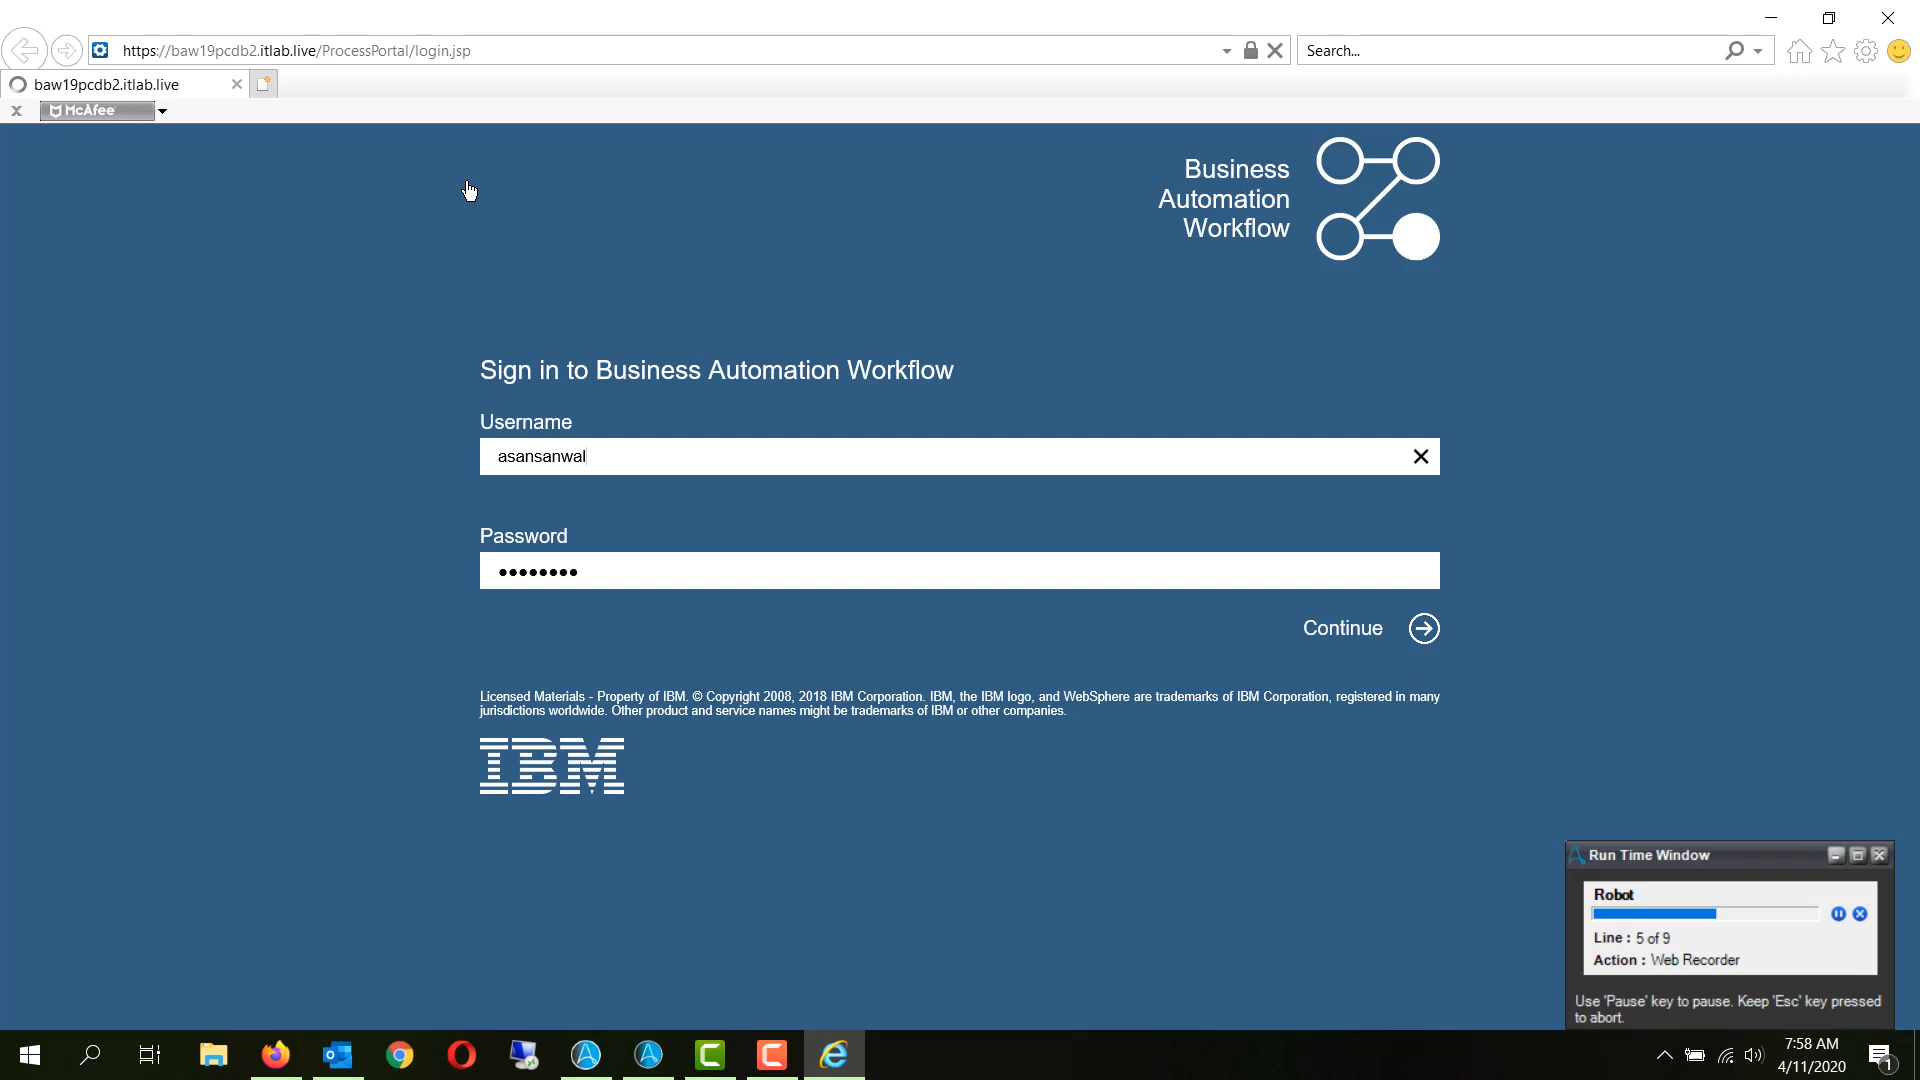 https://baw19pcdb2.itlab.live/ProcessPortal/login.jsp
Search...
baw19pcdb2.itlab.live
McAfee
Business
Automation
Workflow
Sign in to Business Automation Workflow
Username
asansanwal
Password
Continue
Licensed Materials - Property of IBM. © Copyright 2008, 2018 IBM Corporation. IBM, the IBM logo, and WebSphere are trademarks of IBM Corporation, registered in many
jurisdictions worldwide. Other product and service names might be trademarks of IBM or other companies.
IBM
Run Time Window
Robot
Line : 5 of 9
Action : Web Recorder
Use 'Pause' key to pause. Keep 'Esc' key pressed
to abort.
7:58 AM
4/11/2020
1